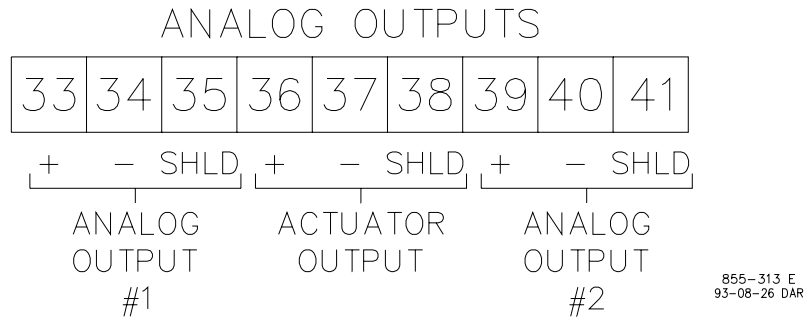 ANALOG OUTPUTS
33 34 35 36 37 38 39 40 41
+ − SHLD + − SHLD + − SHLD
ANALOG OUTPUT #1
ACTUATOR OUTPUT
ANALOG OUTPUT #2
855-313 E
93-08-26 DAR